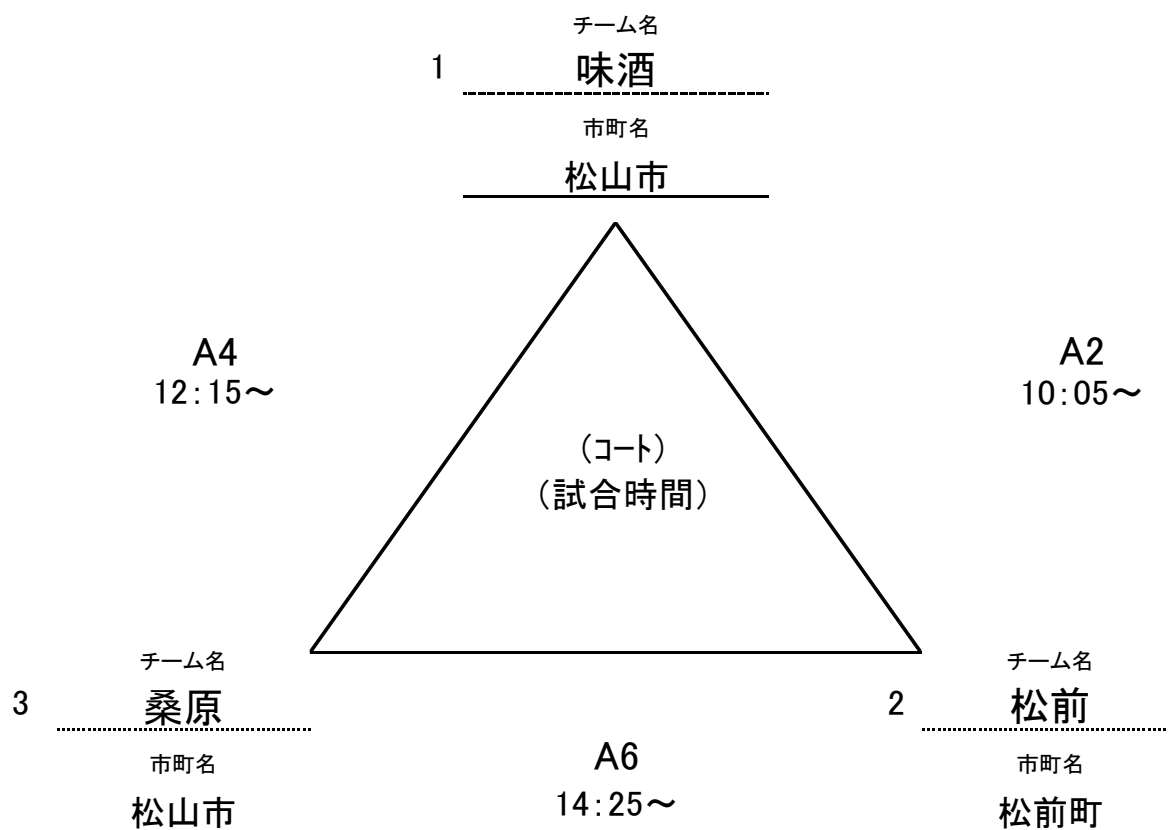 チーム名
1 味酒
市町名
松山市
A4
12:15～
A2
10:05～
(コート)
(試合時間)
チーム名
3 桑原
市町名
松山市
A6
14:25～
チーム名
2 松前
市町名
松前町